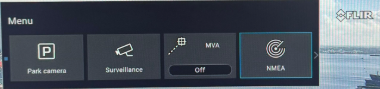 Menu
FLIR
P
Park camera
Surveillance
MVA
Off
NMEA